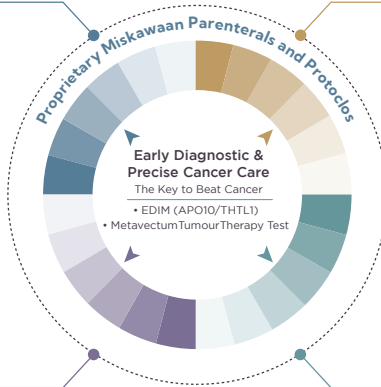 Proprietary Miskawaan Parenterals and Protoclos
Early Diagnostic &
Precise Cancer Care
The Key to Beat Cancer
• EDIM (APO10/THTL1)
• MetavectumTumourTherapy Test